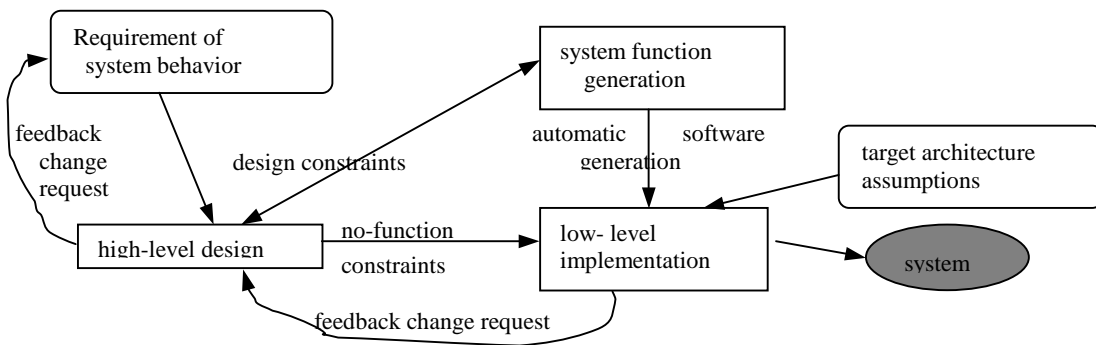 Requirement of
system behavior
system function
generation
feedback
change
request
automatic software
generation
design constraints
target architecture
assumptions
high-level design
no-function
constraints
low- level
implementation
system
feedback change request